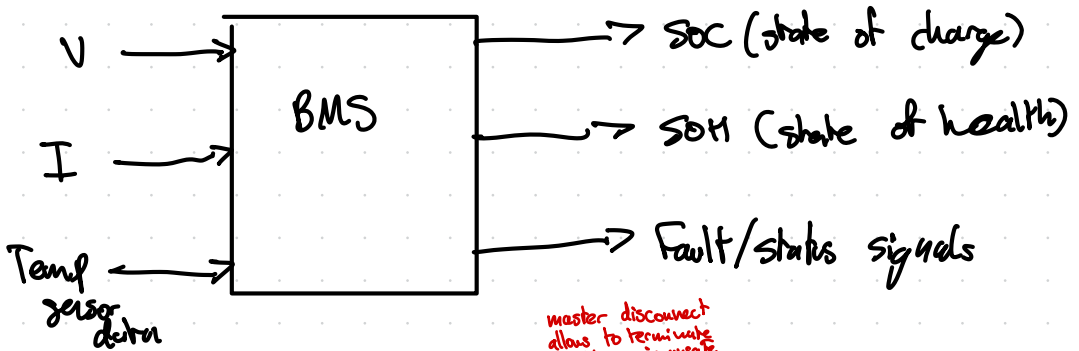 V
I
Temp
sensor
data
BMS
SOC (state of charge)
SOH (state of health)
Fault/status signals
master disconnect
allows to terminate